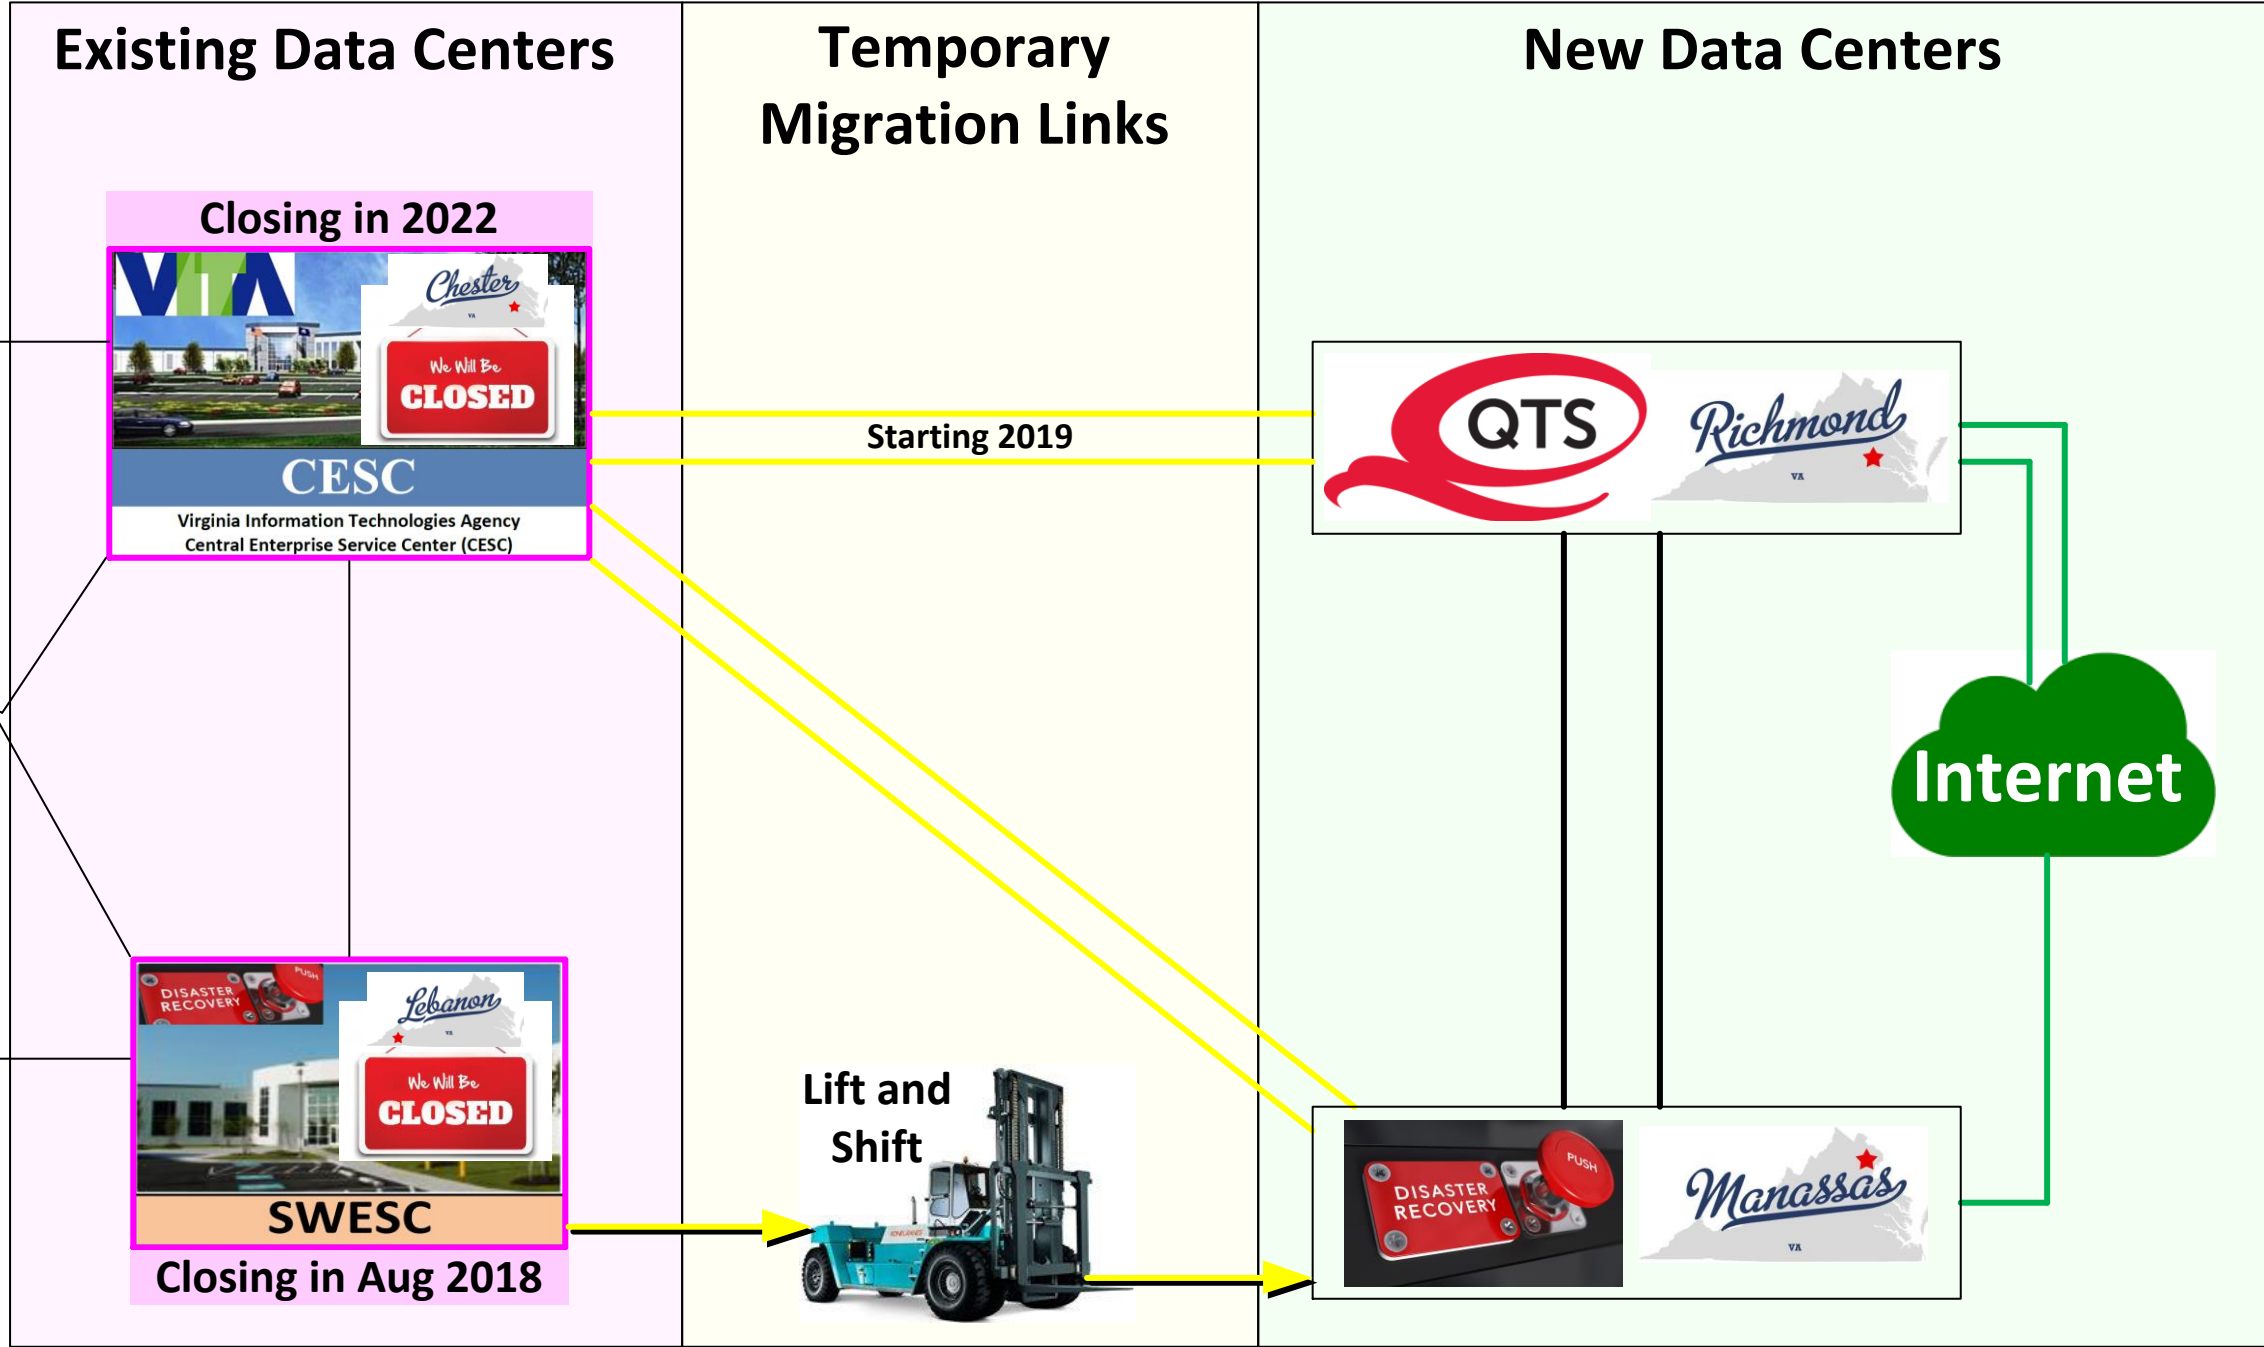 Existing Data Centers
Temporary
Migration Links
New Data Centers
Closing in 2022
VITA
Chester
VA
We Will Be
CLOSED
CESC
Virginia Information Technologies Agency
Central Enterprise Service Center (CESC)
Starting 2019
QTS
Richmond
VA
Internet
DISASTER
RECOVERY
PUSH
Lebanon
VA
We Will Be
CLOSED
SWESC
Closing in Aug 2018
Lift and
Shift
DISASTER
RECOVERY
PUSH
Manassas
VA